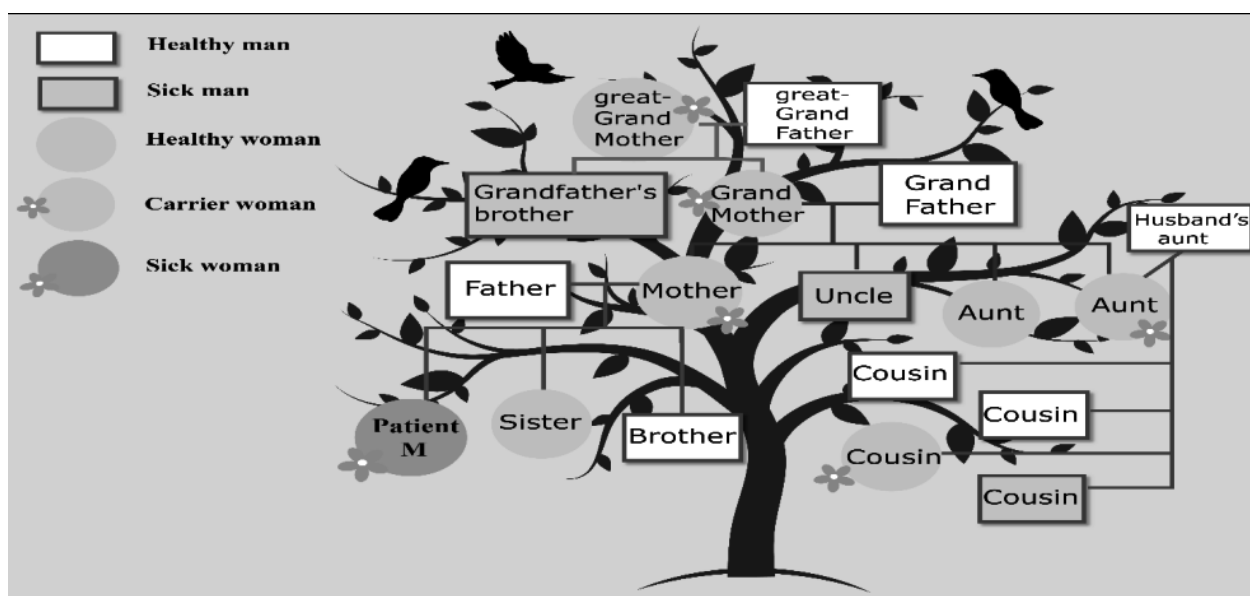 Healthy man
Sick man
Healthy woman
Carrier woman
Sick woman
great-
Grand
Mother
great-
Grand
Father
Grandfather's
brother
Grand
Mother
Grand
Father
Husband's
aunt
Father
Mother
Uncle
Aunt
Aunt
Patient
M
Sister
Brother
Cousin
Cousin
Cousin
Cousin